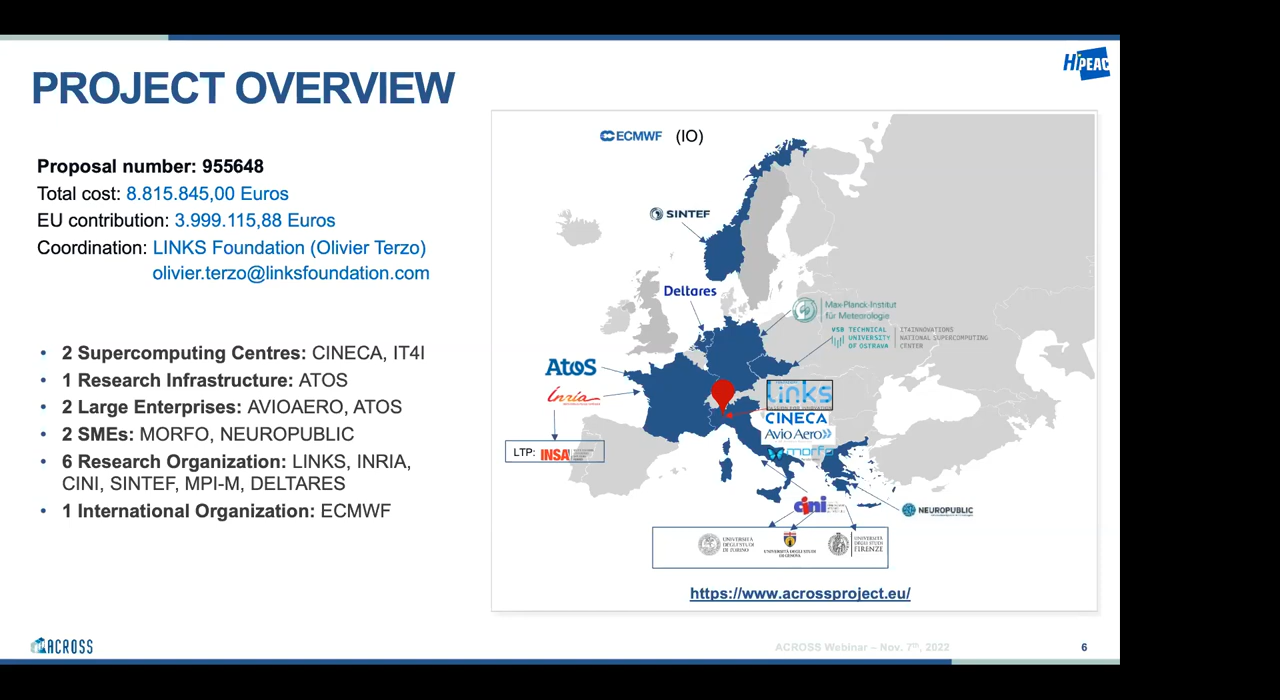 HiPEAC
PROJECT OVERVIEW
Proposal number: 955648
Total cost: 8.815.845,00 Euros
EU contribution: 3.999.115,88 Euros
Coordination: LINKS Foundation (Olivier Terzo)
olivier.terzo@linksfoundation.com
• 2 Supercomputing Centres: CINECA, IT4I
• 1 Research Infrastructure: ATOS
• 2 Large Enterprises: AVIOAERO, ATOS
• 2 SMEs: MORFO, NEUROPUBLIC
• 6 Research Organization: LINKS, INRIA,
CINI, SINTEF, MPI-M, DELTARES
• 1 International Organization: ECMWF
ECMWF (IO)
SINTEF
Deltares
Max-Planck-Institut
für Meteorologie
VSB TECHNICAL
UNIVERSITY
OF OSTRAVA
IT4INNOVATIONS
NATIONAL SUPERCOMPUTING
CENTER
Atos
Inria
LTP: INSA
links
CINECA
Avio Aero
morfo
cini
NEUROPUBLIC
UNIVERSITÀ
DEGLI STUDI
DI TORINO
UNIVERSITÀ DEGLI STUDI
DI GENOVA
UNIVERSITÀ
DEGLI STUDI
FIRENZE
https://www.acrossproject.eu/
ACROSS
ACROSS Webinar – Nov. 7th, 2022
6